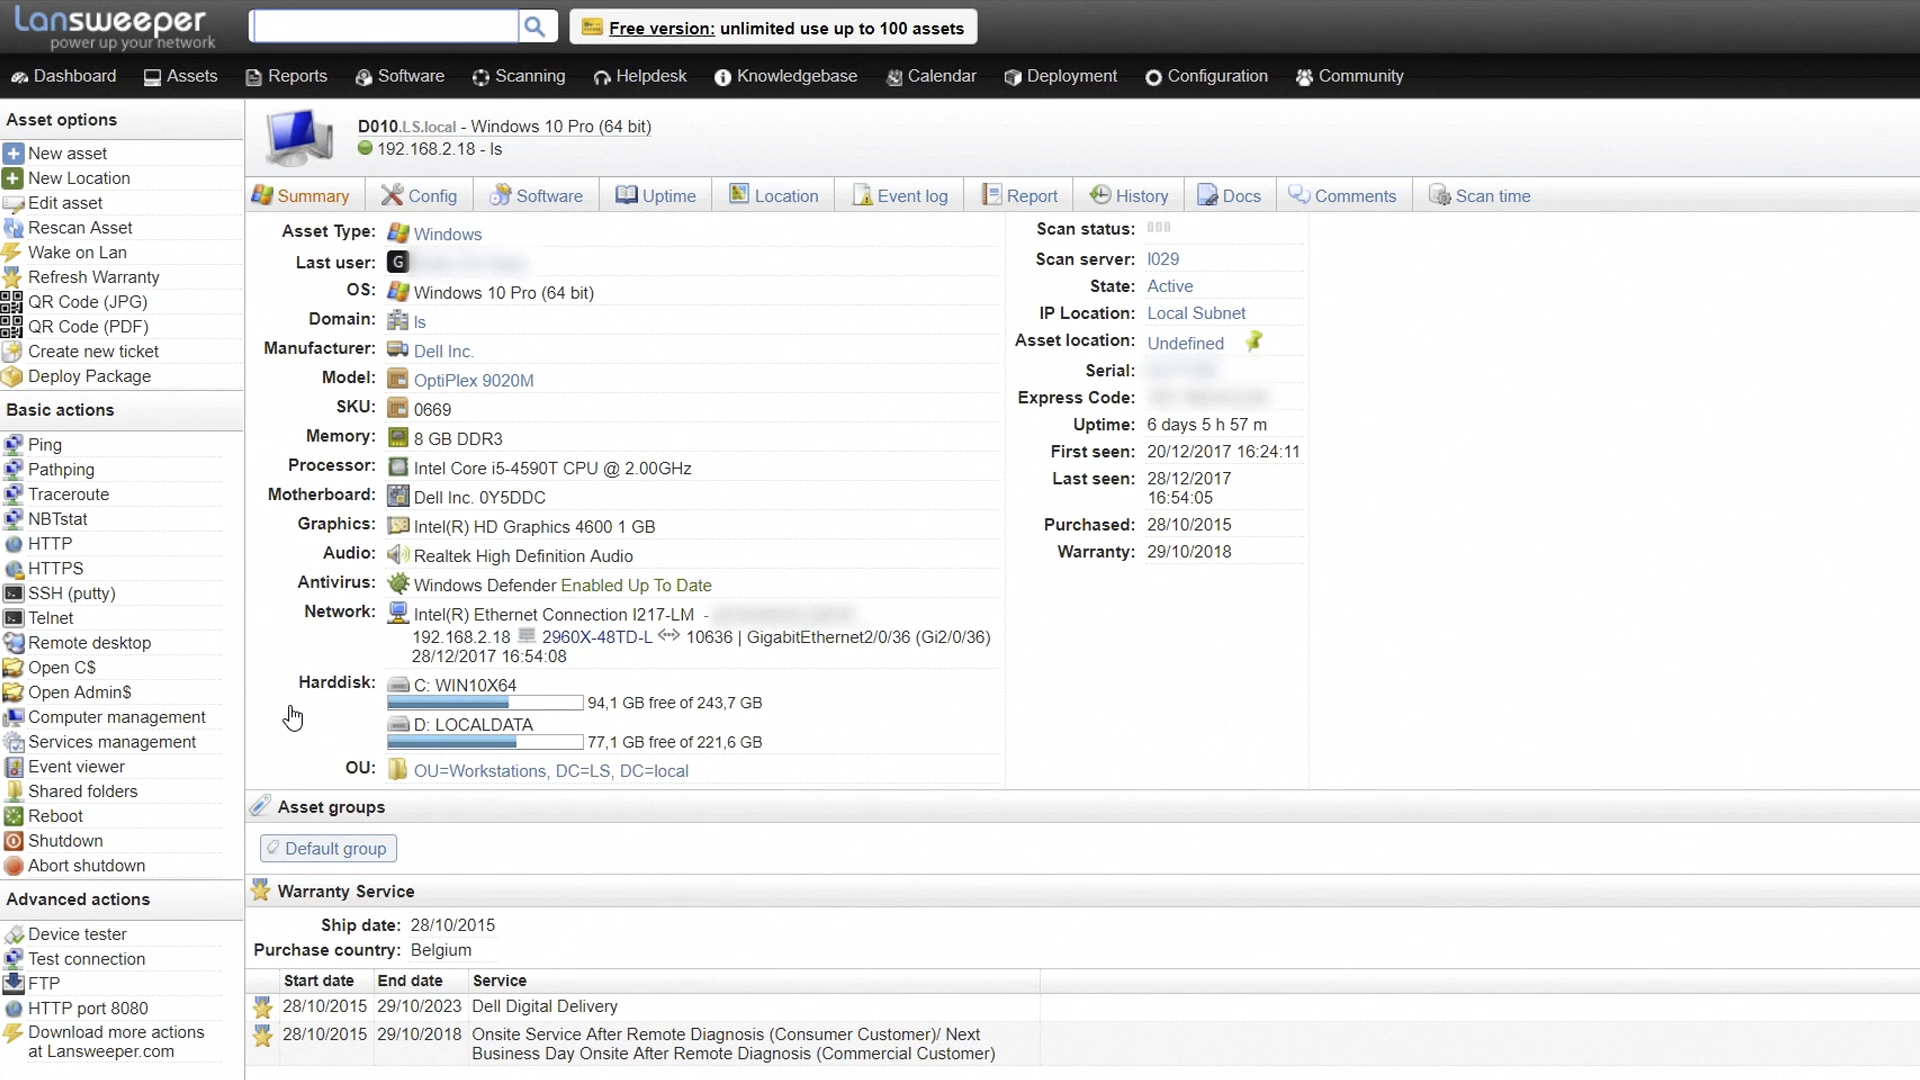 Lansweeper
power up your network
Free version: unlimited use up to 100 assets
Dashboard Assets Reports Software Scanning Helpdesk Knowledgebase Calendar Deployment Configuration Community
Asset options
New asset
New Location
Edit asset
Rescan Asset
Wake on Lan
Refresh Warranty
QR Code (JPG)
QR Code (PDF)
Create new ticket
Deploy Package
Basic actions
Ping
Pathping
Traceroute
NBTstat
HTTP
HTTPS
SSH (putty)
Telnet
Remote desktop
Open C$
Open Admin$
Computer management
Services management
Event viewer
Shared folders
Reboot
Shutdown
Abort shutdown
Advanced actions
Device tester
Test connection
FTP
HTTP port 8080
Download more actions
at Lansweeper.com
D010.LS.local - Windows 10 Pro (64 bit)
192.168.2.18 - ls
Summary Config Software Uptime Location Event log Report History Docs Comments Scan time
Asset Type: Windows
Last user: G
OS: Windows 10 Pro (64 bit)
Domain: ls
Manufacturer: Dell Inc.
Model: OptiPlex 9020M
SKU: 0669
Memory: 8 GB DDR3
Processor: Intel Core i5-4590T CPU @ 2.00GHz
Motherboard: Dell Inc. 0Y5DDC
Graphics: Intel(R) HD Graphics 4600 1 GB
Audio: Realtek High Definition Audio
Antivirus: Windows Defender Enabled Up To Date
Network: Intel(R) Ethernet Connection I217-LM -
192.168.2.18 2960X-48TD-L 10636 | GigabitEthernet2/0/36 (Gi2/0/36)
28/12/2017 16:54:08
Harddisk: C: WIN10X64
94,1 GB free of 243,7 GB
D: LOCALDATA
77,1 GB free of 221,6 GB
OU: OU=Workstations, DC=LS, DC=local
Scan status:
Scan server: l029
State: Active
IP Location: Local Subnet
Asset location: Undefined
Serial:
Express Code:
Uptime: 6 days 5 h 57 m
First seen: 20/12/2017 16:24:11
Last seen: 28/12/2017
16:54:05
Purchased: 28/10/2015
Warranty: 29/10/2018
Asset groups
Default group
Warranty Service
Ship date: 28/10/2015
Purchase country: Belgium
Start date End date Service
28/10/2015 29/10/2023 Dell Digital Delivery
28/10/2015 29/10/2018 Onsite Service After Remote Diagnosis (Consumer Customer)/ Next
Business Day Onsite After Remote Diagnosis (Commercial Customer)